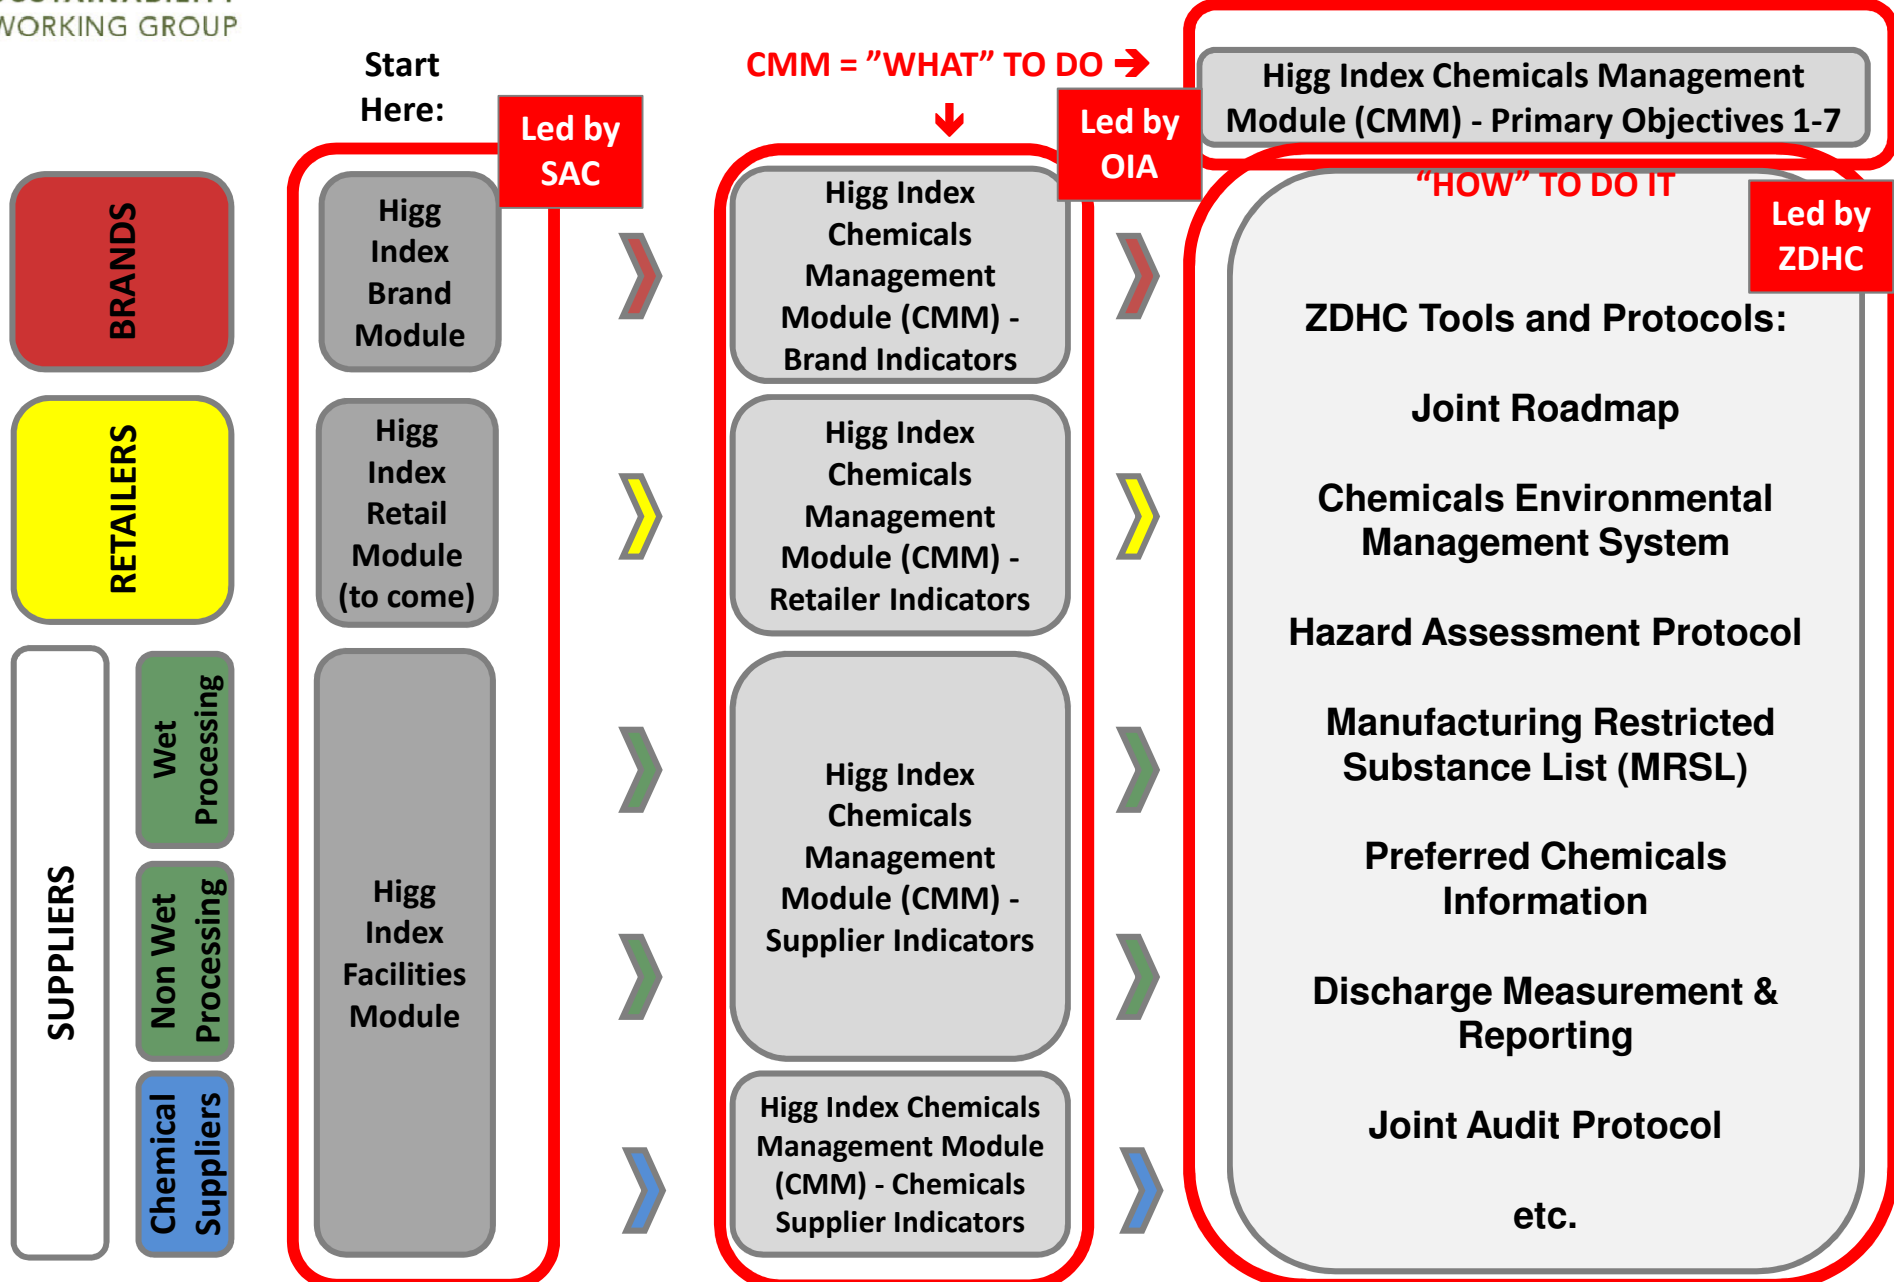 WORKING GROUP
Start
Here:
Led by
SAC
CMM = ”WHAT” TO DO ➔
Led by
OIA
Higg Index Chemicals Management
Module (CMM) - Primary Objectives 1-7
“HOW” TO DO IT
Led by
ZDHC
BRANDS
Higg
Index
Brand
Module
Higg Index
Chemicals
Management
Module (CMM) -
Brand Indicators
RETAILERS
Higg
Index
Retail
Module
(to come)
Higg Index
Chemicals
Management
Module (CMM) -
Retailer Indicators
SUPPLIERS
Wet
Processing
Non Wet
Processing
Chemical
Suppliers
Higg
Index
Facilities
Module
Higg Index
Chemicals
Management
Module (CMM) -
Supplier Indicators
Higg Index Chemicals
Management Module
(CMM) - Chemicals
Supplier Indicators
ZDHC Tools and Protocols:
Joint Roadmap
Chemicals Environmental
Management System
Hazard Assessment Protocol
Manufacturing Restricted
Substance List (MRSL)
Preferred Chemicals
Information
Discharge Measurement &
Reporting
Joint Audit Protocol
etc.